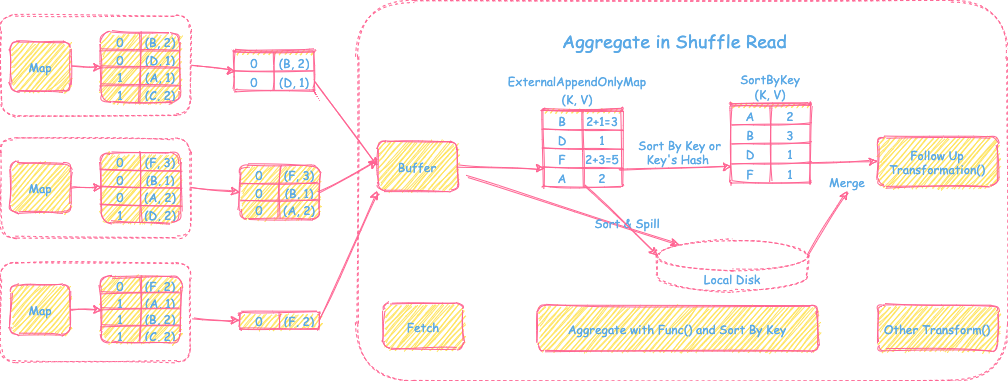 Aggregate in Shuffle Read
Map
0 (B, 2)
0 (D, 1)
1 (A, 1)
1 (C, 2)
0 (B, 2)
0 (D, 1)
Map
0 (F, 3)
0 (B, 1)
0 (A, 2)
1 (D, 2)
0 (F, 3)
0 (B, 1)
0 (A, 2)
Map
0 (F, 2)
1 (A, 1)
1 (B, 2)
1 (C, 2)
0 (F, 2)
Buffer
ExternalAppendOnlyMap
(K, V)
B 2+1=3
D 1
F 2+3=5
A 2
Sort By Key or
Key's Hash
SortByKey
(K, V)
A 2
B 3
D 1
F 1
Follow Up
Transformation()
Merge
Sort & Spill
Local Disk
Fetch
Aggregate with Func() and Sort By Key
Other Transform()